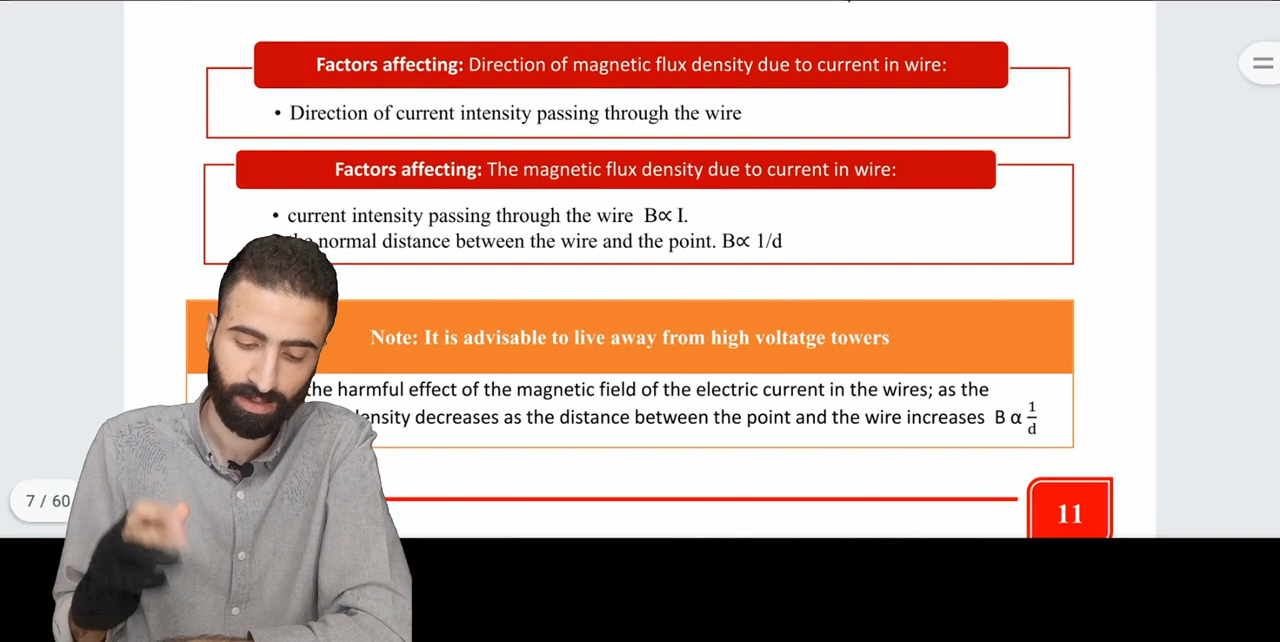 Factors affecting: Direction of magnetic flux density due to current in wire:
• Direction of current intensity passing through the wire
Factors affecting: The magnetic flux density due to current in wire:
• current intensity passing through the wire B∝ I.
normal distance between the wire and the point. B∝ 1/d
Note: It is advisable to live away from high voltatge towers
the harmful effect of the magnetic field of the electric current in the wires; as the
decreases as the distance between the point and the wire increases B α 1/d
7 / 60
11